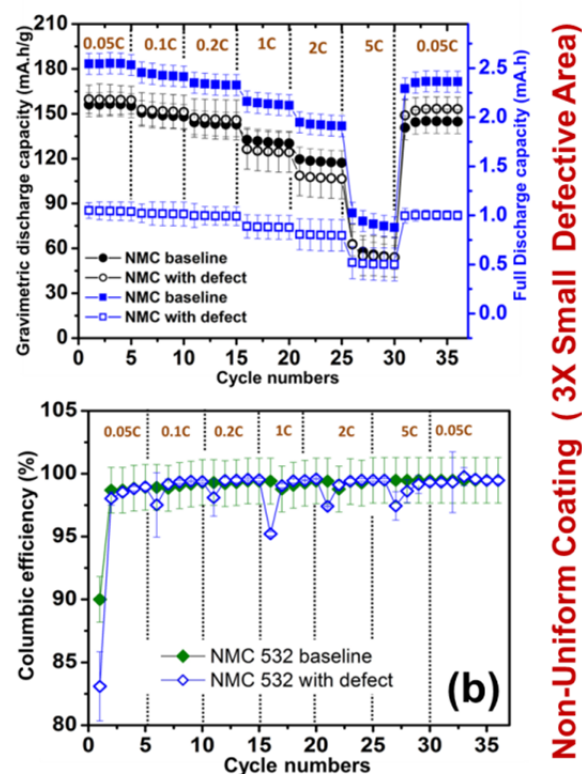 210
180
150
120
90
60
30
0
Gravimetric discharge capacity (mA.h/g)
0.05C 0.1C 0.2C 1C 2C 5C 0.05C
NMC baseline
NMC with defect
NMC baseline
NMC with defect
2.5
2.0
1.5
1.0
0.5
0.0
Full Discharge capacity (mA.h)
0 5 10 15 20 25 30 35
Cycle numbers
105
100
95
90
85
80
Columbic efficiency (%)
0.05C 0.1C 0.2C 1C 2C 5C 0.05C
NMC 532 baseline
NMC 532 with defect
(b)
0 5 10 15 20 25 30 35
Cycle numbers
Non-Uniform Coating ( 3X Small Defective Area)